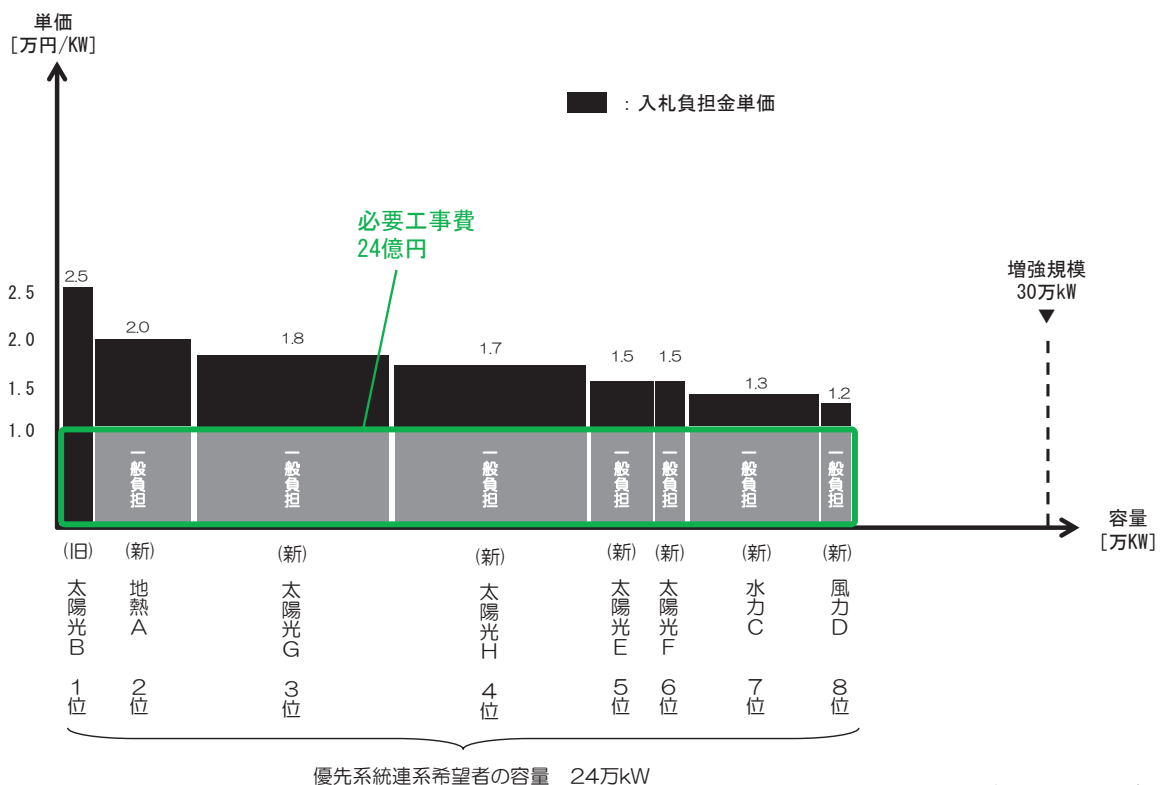 単価
[万円/KW]
：入札負担金単価
必要工事費
24億円
増強規模
30万kW
2.5
2.0
1.5
1.0
2.5
2.0
1.8
1.7
1.5
1.5
1.3
1.2
一般負担
一般負担
一般負担
一般負担
一般負担
一般負担
一般負担
容量
[万KW]
(旧)
(新)
(新)
(新)
(新)
(新)
(新)
(新)
太陽光B
地熱A
太陽光G
太陽光H
太陽光E
太陽光F
水力C
風力D
1位
2位
3位
4位
5位
6位
7位
8位
優先系統連系希望者の容量　24万kW